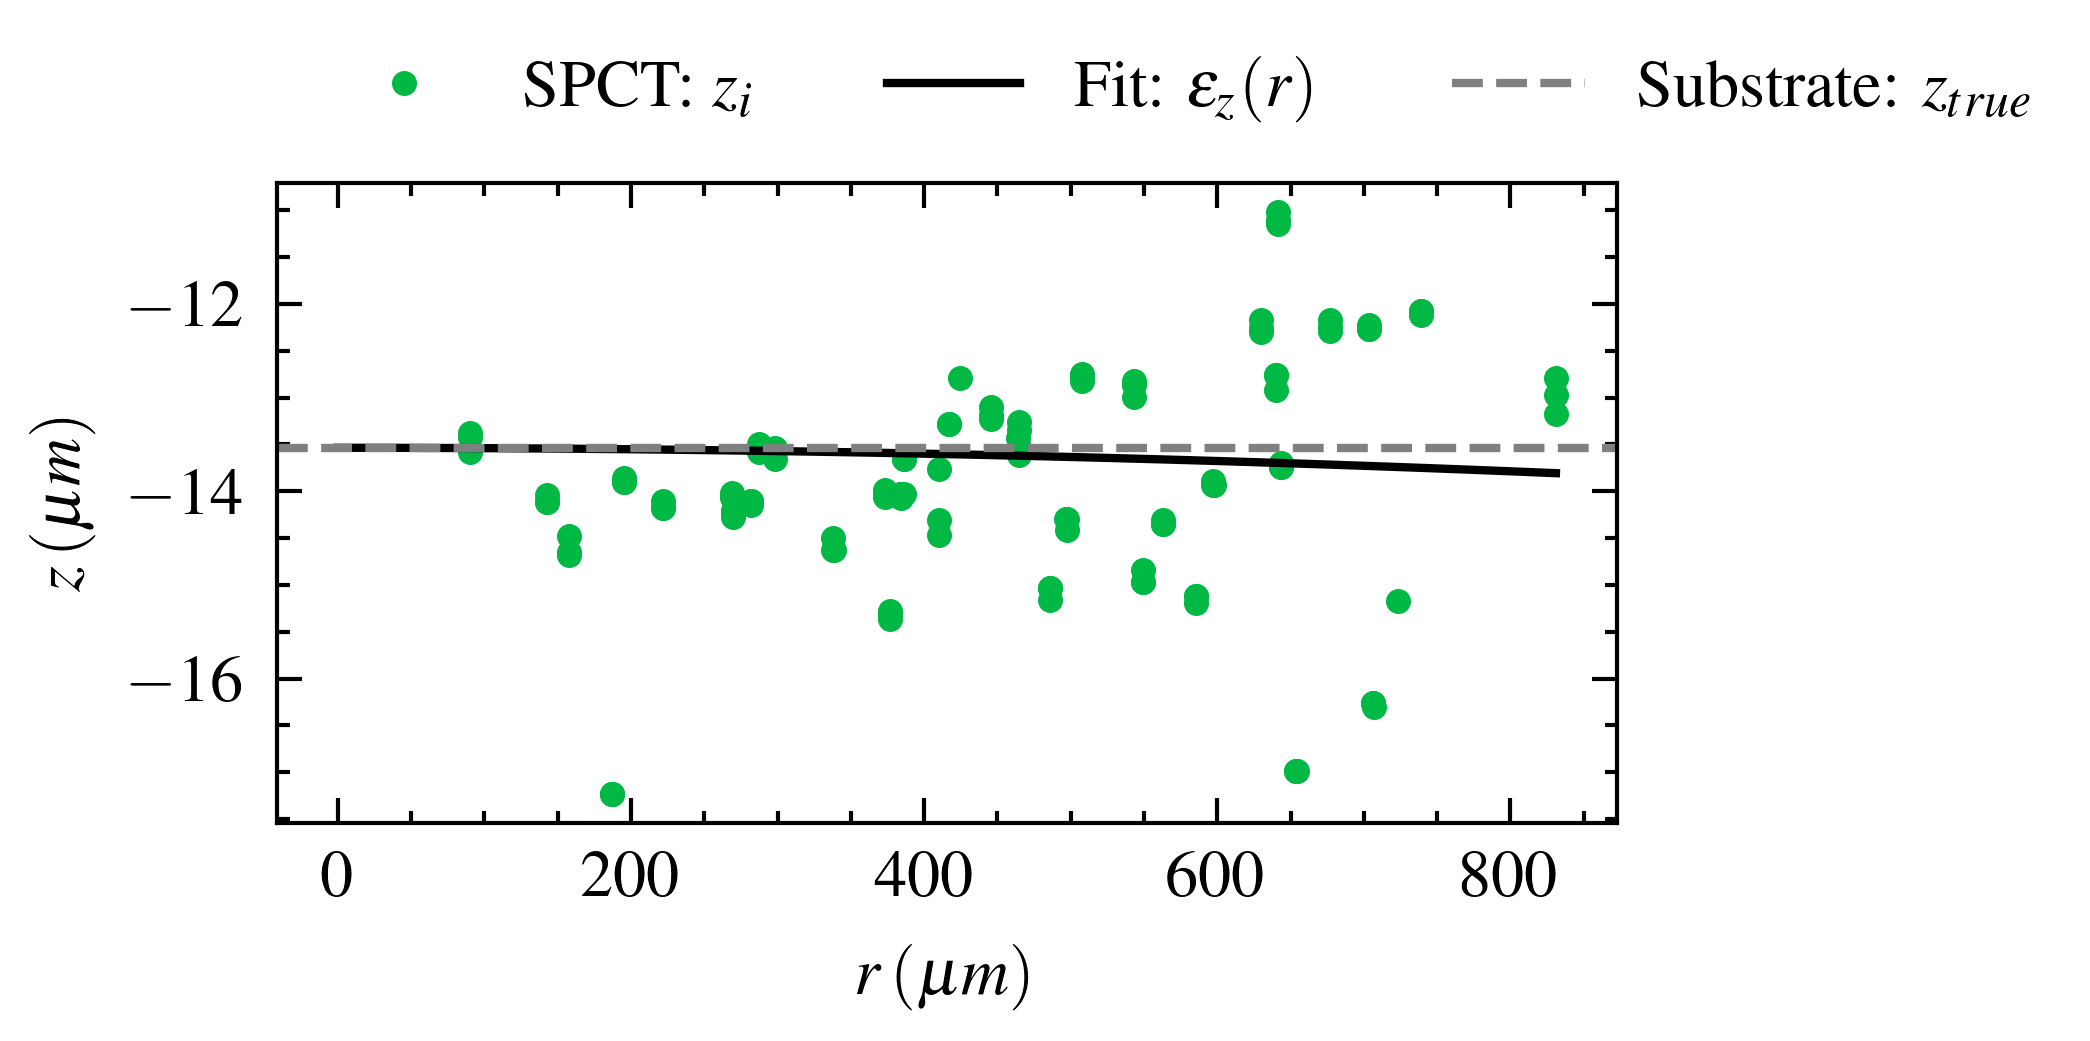 SPCT: z_i Fit: ε_z(r) Substrate: z_true
z (μm)
−12
−14
−16
0 200 400 600 800
r (μm)